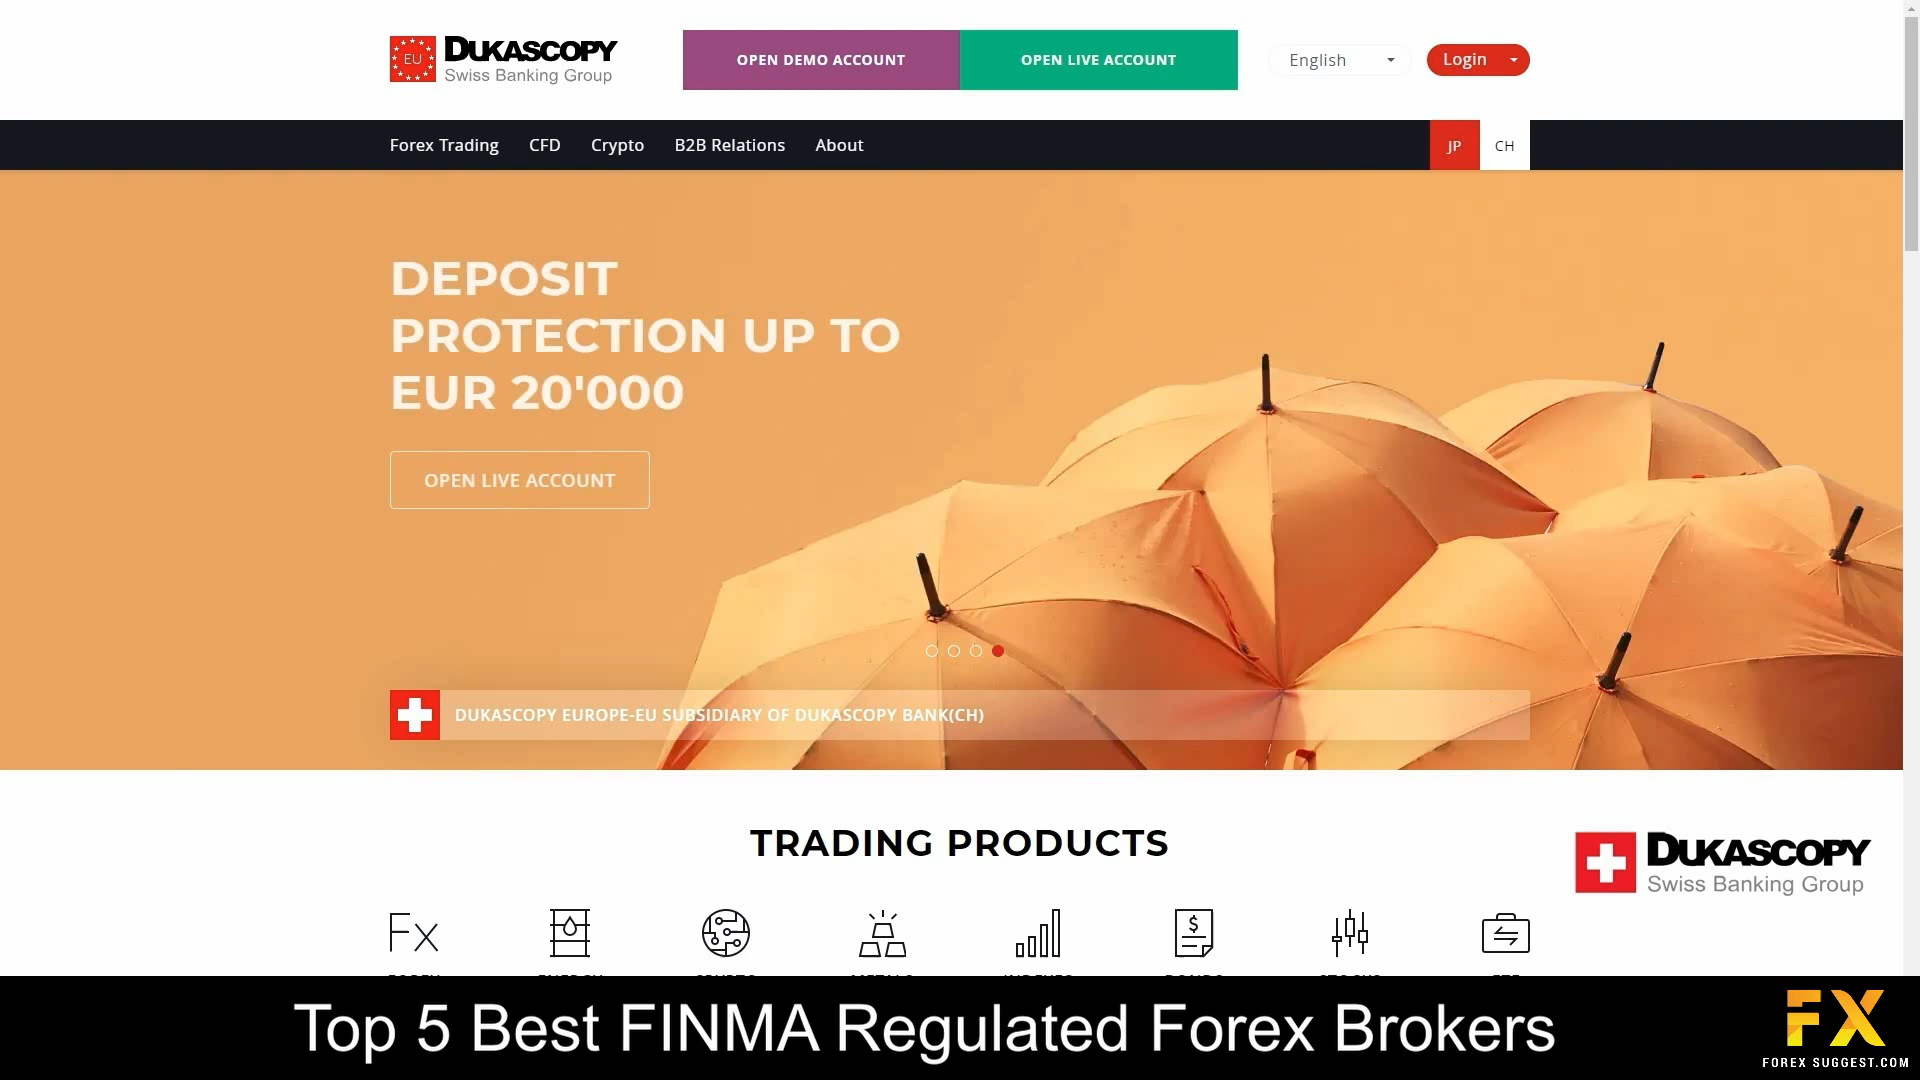 EU
DUKASCOPY
Swiss Banking Group
OPEN DEMO ACCOUNT
OPEN LIVE ACCOUNT
English
Login
Forex Trading
CFD
Crypto
B2B Relations
About
JP
CH
DEPOSIT
PROTECTION UP TO
EUR 20'000
OPEN LIVE ACCOUNT
DUKASCOPY EUROPE-EU SUBSIDIARY OF DUKASCOPY BANK(CH)
TRADING PRODUCTS
DUKASCOPY
Swiss Banking Group
Fx
Top 5 Best FINMA Regulated Forex Brokers
FX
FOREX SUGGEST.COM